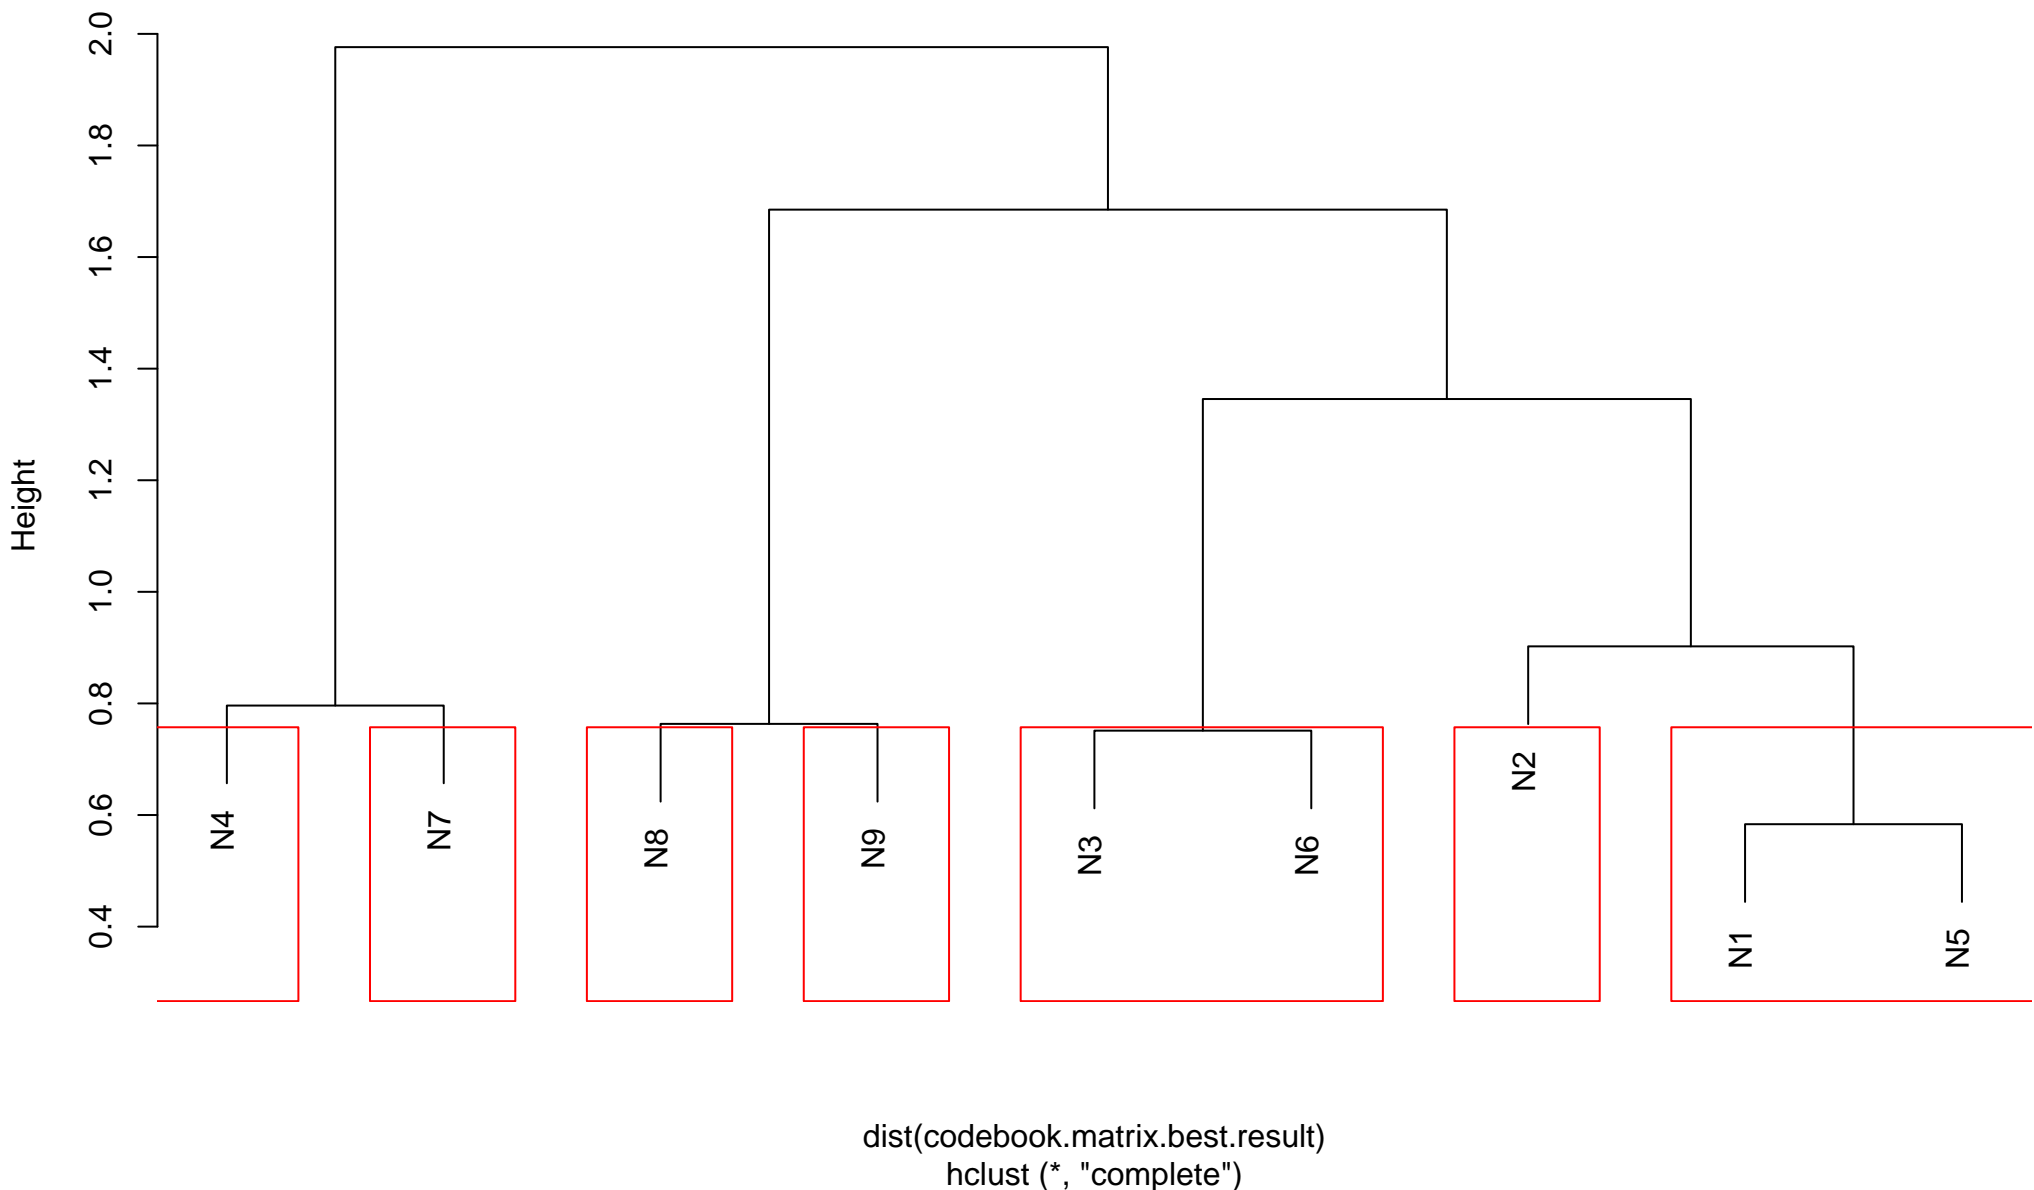 2.0
1.8
1.6
1.4
1.2
1.0
0.8
0.6
0.4
Height
N4
N7
N8
N9
N3
N6
N2
N1
N5
dist(codebook.matrix.best.result)
hclust (*, "complete")